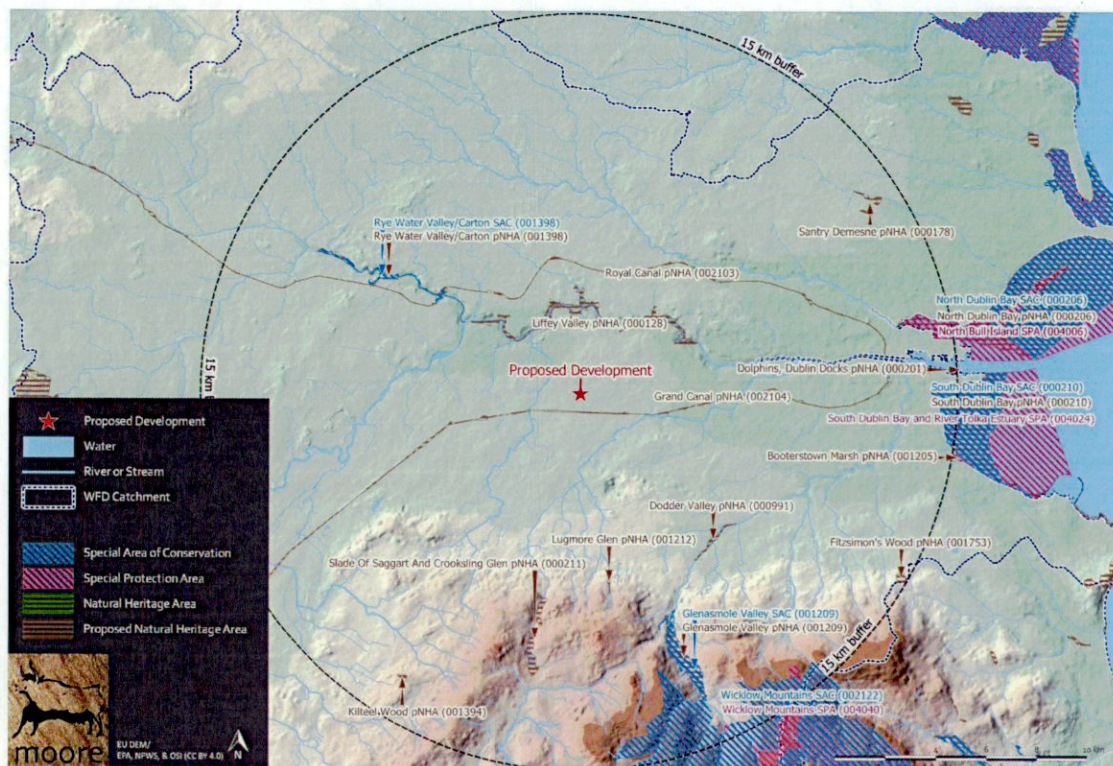 15 km buffer
Rye Water Valley/Carton SAC (001398)
Rye Water Valley/Carton pNHA (001398)
Santry Demesne pNHA (000178)
Royal Canal pNHA (002103)
North Dublin Bay SAC (000206)
North Dublin Bay pNHA (000206)
North Bull Island SPA (004006)
Liffey Valley pNHA (000128)
15 km
Proposed Development
Dolphins, Dublin Docks pNHA (000201)
Grand Canal pNHA (002104)
South Dublin Bay SAC (000210)
South Dublin Bay pNHA (000210)
South Dublin Bay and River Tolka Estuary SPA (004024)
Booterstown Marsh pNHA (001205)
Dodder Valley pNHA (000991)
Lugmore Glen pNHA (001212)
Fitzsimon's Wood pNHA (001753)
Slade Of Saggart And Crooksling Glen pNHA (000211)
Glenasmole Valley SAC (001209)
Glenasmole Valley pNHA (001209)
15 km buffer
Wicklow Mountains SAC (002122)
Wicklow Mountains SPA (004040)
Kilteel Wood pNHA (001394)
Proposed Development
Water
River or Stream
WFD Catchment
Special Area of Conservation
Special Protection Area
Natural Heritage Area
Proposed Natural Heritage Area
moore
EU DEM/
EPA, NPWS, & OSI (CC BY 4.0)
N
4 6 8 10 km